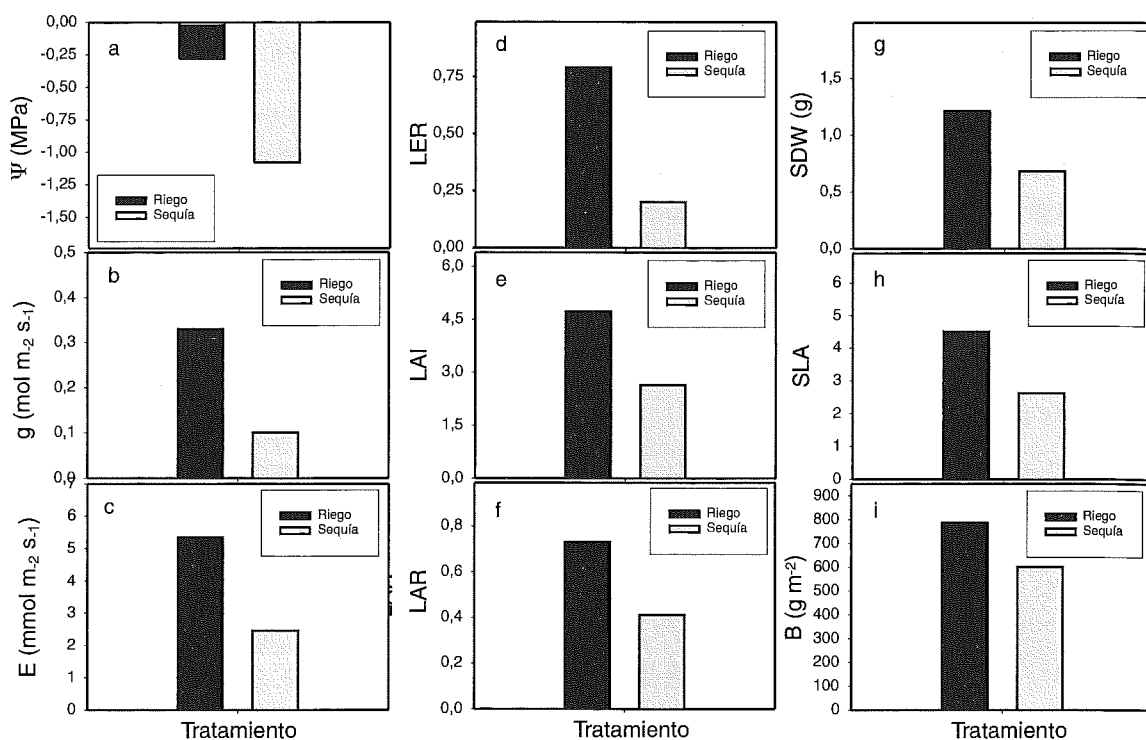 a
Ψ (MPa)
0,00
-0,25
-0,50
-0,75
-1,00
-1,25
-1,50
Riego
Sequía
b
g (mol m-2 s-1)
0,5
0,4
0,3
0,2
0,1
0,0
Riego
Sequía
c
E (mmol m-2 s-1)
6
5
4
3
2
1
0
Riego
Sequía
Tratamiento
d
LER
0,75
0,50
0,25
0,00
Riego
Sequía
e
LAI
6,0
4,5
3,0
1,5
0,0
Riego
Sequía
f
LAR
0,8
0,6
0,4
0,2
0,0
Riego
Sequía
Tratamiento
g
SDW (g)
1,5
1,0
0,5
0,0
Riego
Sequía
h
SLA
6
5
4
3
2
1
0
Riego
Sequía
i
B (g m-2)
900
800
700
600
500
400
300
200
100
0
Riego
Sequía
Tratamiento